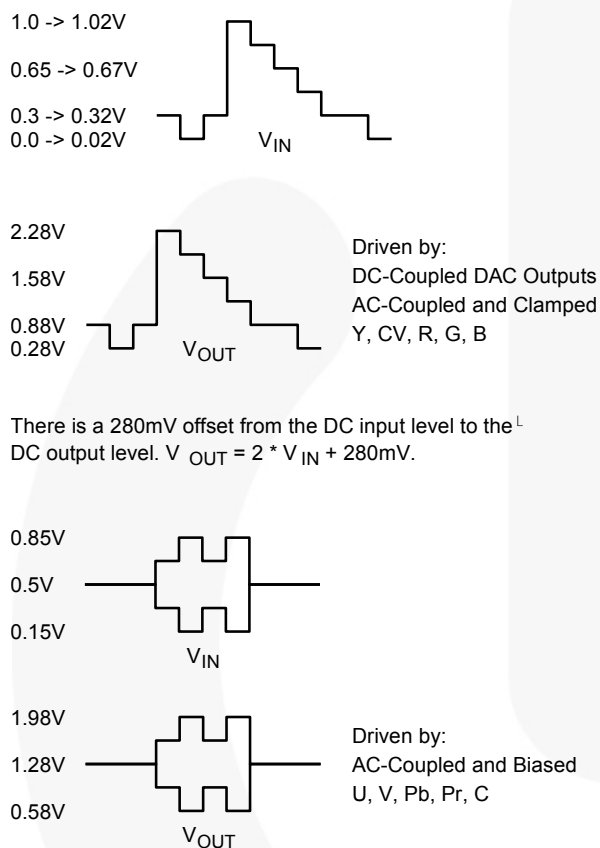 1.0 -> 1.02V
0.65 -> 0.67V
0.3 -> 0.32V
0.0 -> 0.02V
VIN
2.28V
1.58V
0.88V
0.28V
VOUT
Driven by:
DC-Coupled DAC Outputs
AC-Coupled and Clamped
Y, CV, R, G, B
There is a 280mV offset from the DC input level to the
DC output level. V OUT = 2 * V IN + 280mV.
0.85V
0.5V
0.15V
VIN
1.98V
1.28V
0.58V
VOUT
Driven by:
AC-Coupled and Biased
U, V, Pb, Pr, C